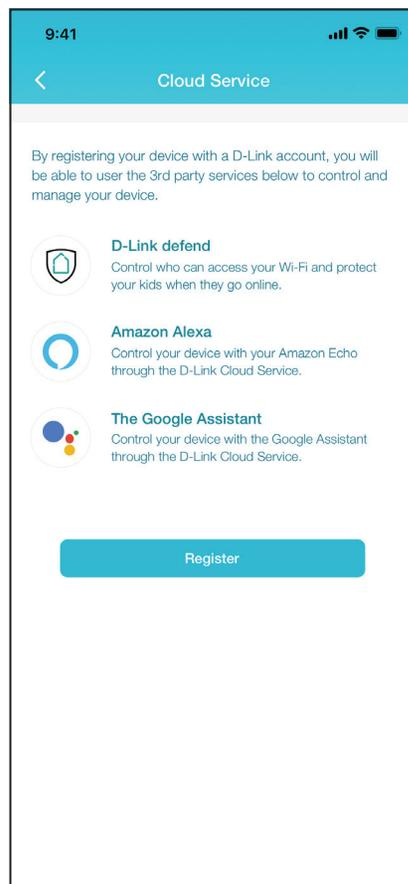 9:41
Cloud Service
By registering your device with a D-Link account, you will
be able to user the 3rd party services below to control and
manage your device.
D-Link defend
Control who can access your Wi-Fi and protect
your kids when they go online.
Amazon Alexa
Control your device with your Amazon Echo
through the D-Link Cloud Service.
The Google Assistant
Control your device with the Google Assistant
through the D-Link Cloud Service.
Register